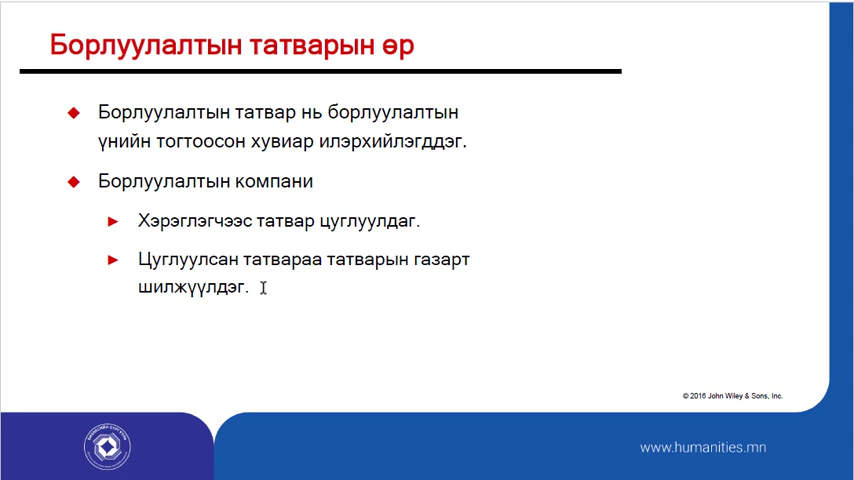 Борлуулалтын татварын өр
Борлуулалтын татвар нь борлуулалтын
үнийн тогтоосон хувиар илэрхийлэгддэг.
Борлуулалтын компани
Хэрэглэгчээс татвар цуглуулдаг.
Цуглуулсан татвараа татварын газарт
шилжүүлдэг.
© 2016 John Wiley & Sons, Inc.
www.humanities.mn